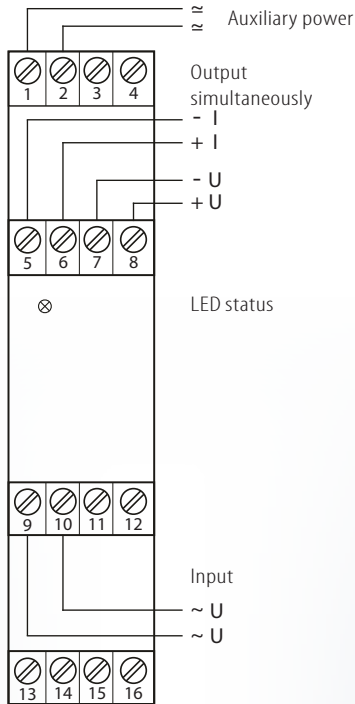 ≃
≃ Auxiliary power
1 2 3 4
Output
simultaneously
- I
+ I
- U
+ U
5 6 7 8
LED status
9 10 11 12
Input
~ U
~ U
13 14 15 16